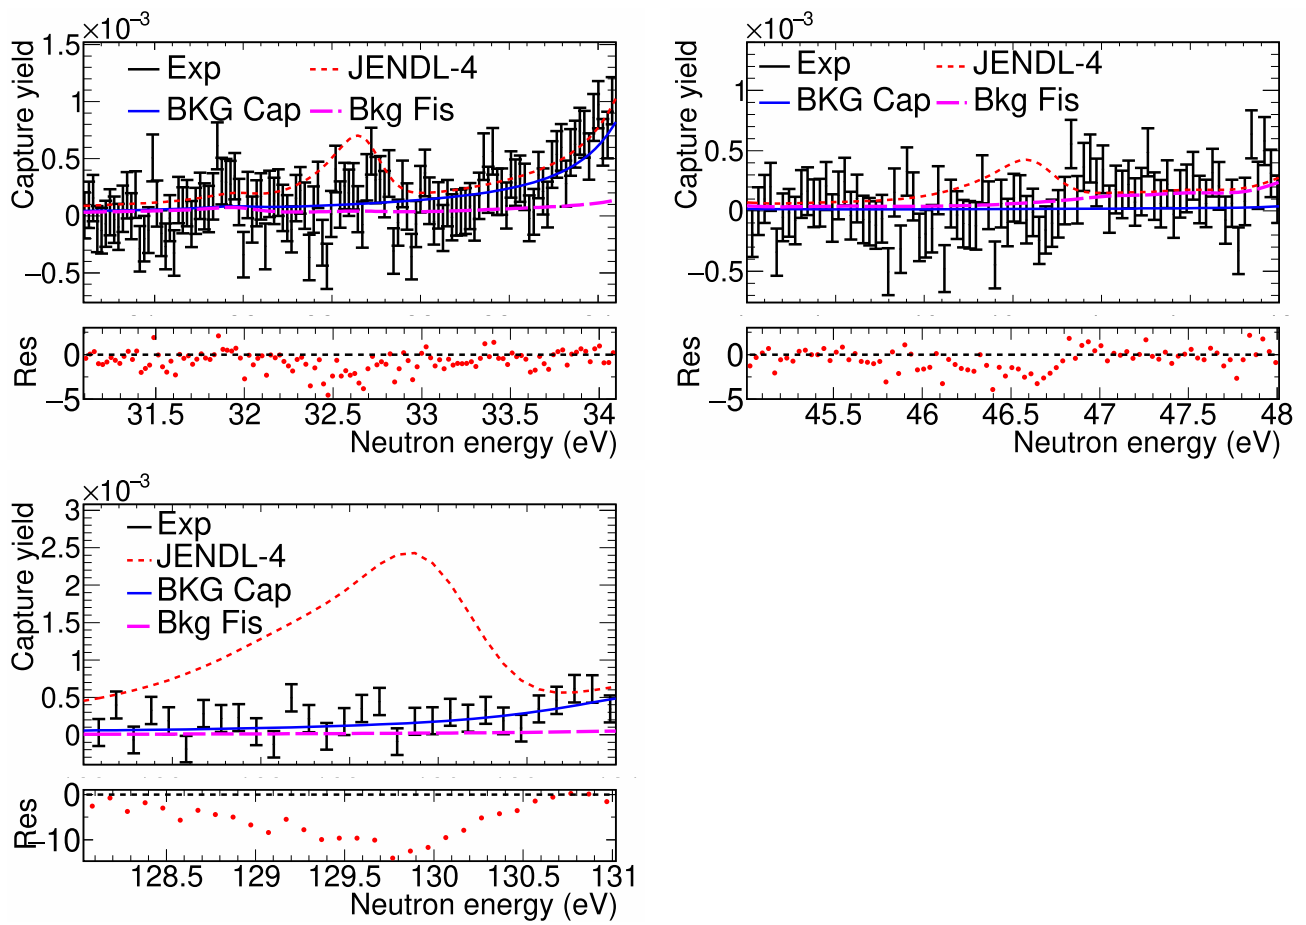 ×10⁻³
1.5
1
0.5
0
−0.5
Capture yield
Exp
JENDL-4
BKG Cap
Bkg Fis
Res
0
−5
31.5 32 32.5 33 33.5 34
Neutron energy (eV)
×10⁻³
1
0.5
0
−0.5
Capture yield
Exp
JENDL-4
BKG Cap
Bkg Fis
Res
0
−5
45.5 46 46.5 47 47.5 48
Neutron energy (eV)
×10⁻³
3
2.5
2
1.5
1
0.5
0
Capture yield
Exp
JENDL-4
BKG Cap
Bkg Fis
Res
0
−10
128.5 129 129.5 130 130.5 131
Neutron energy (eV)